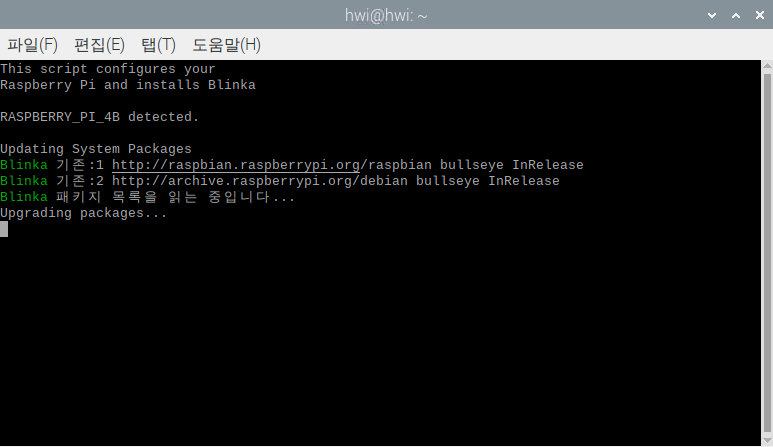 hwi@hwi: ~
파일(F) 편집(E) 탭(T) 도움말(H)
This script configures your
Raspberry Pi and installs Blinka
RASPBERRY_PI_4B detected.
Updating System Packages
Blinka 기존:1 http://raspbian.raspberrypi.org/raspbian bullseye InRelease
Blinka 기존:2 http://archive.raspberrypi.org/debian bullseye InRelease
Blinka 패키지 목록을 읽는 중입니다...
Upgrading packages...